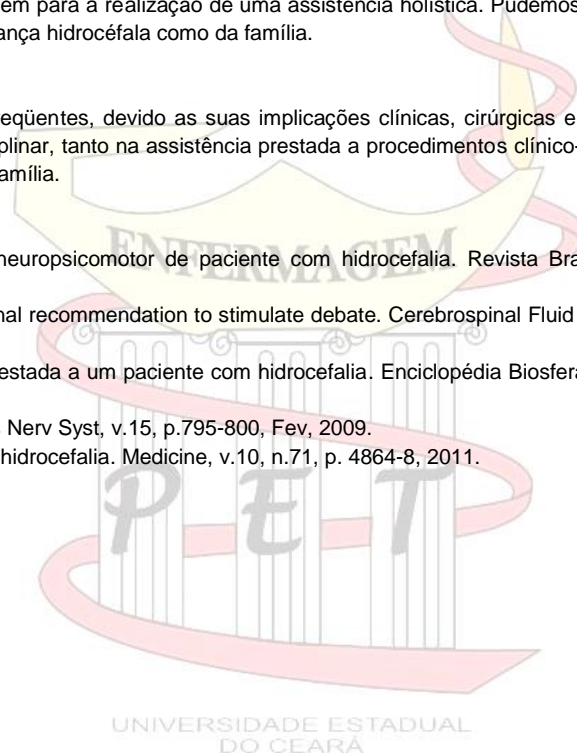 em para a realização de uma assistência holística. Pudemos
ança hidrocéfala como da família.
eqüentes, devido as suas implicações clínicas, cirúrgicas e
plinar, tanto na assistência prestada a procedimentos clínico-
amília.
ENFERMAGEM
neuropsicomotor de paciente com hidrocefalia. Revista Bra
nal recommendation to stimulate debate. Cerebrospinal Fluid
estada a um paciente com hidrocefalia. Enciclopédia Biosfera
Nerv Syst, v.15, p.795-800, Fev, 2009.
hidrocefalia. Medicine, v.10, n.71, p. 4864-8, 2011.
PET
UNIVERSIDADE ESTADUAL
DO CEARÁ